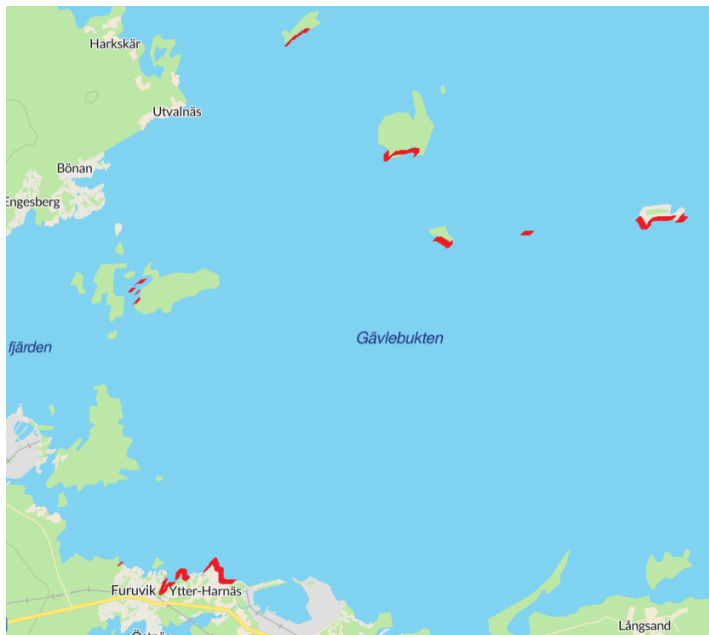 Harkskär
Utvalnäs
Bönan
Engesberg
Gävlebukten
fjärden
Furuvik
Ytter-Harnäs
Långsand